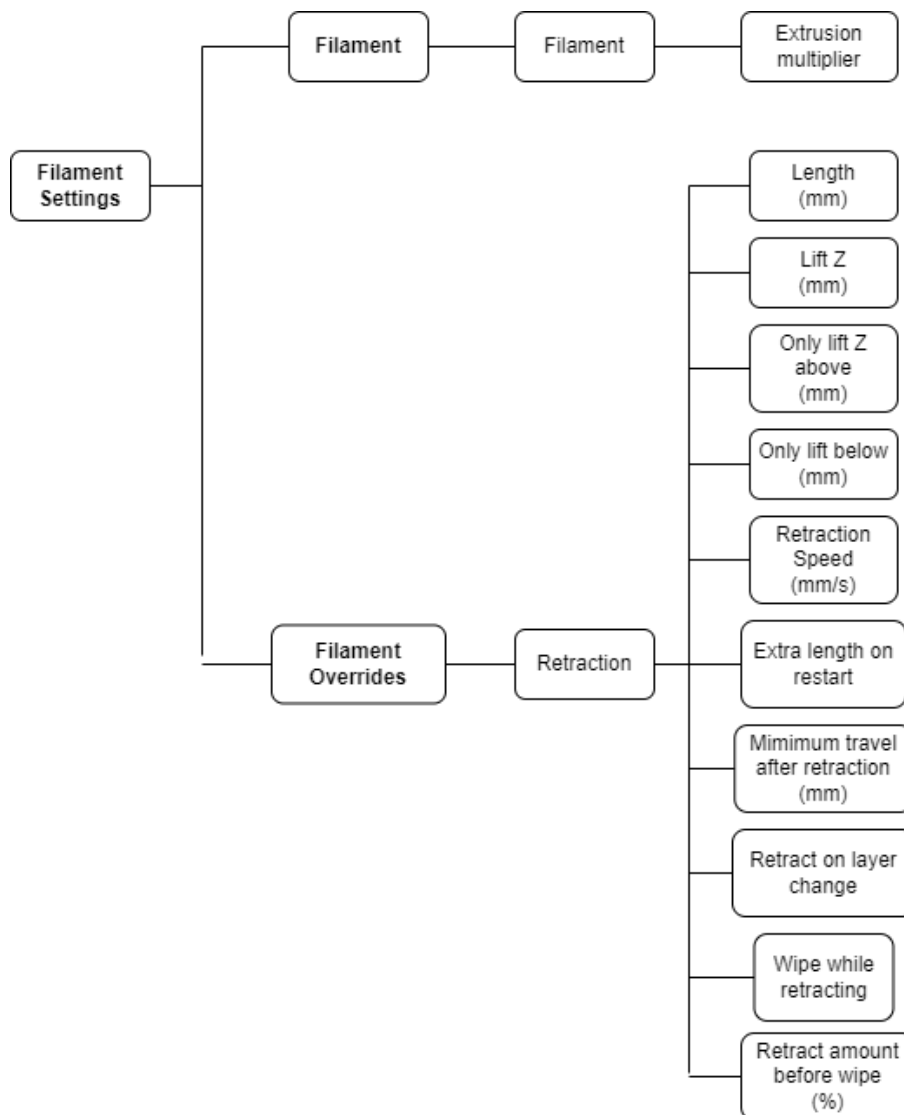 Filament
Filament
Extrusion
multiplier
Filament
Settings
Length
(mm)
Lift Z
(mm)
Only lift Z
above
(mm)
Only lift below
(mm)
Retraction
Speed
(mm/s)
Filament
Overrides
Retraction
Extra length on
restart
Mimimum travel
after retraction
(mm)
Retract on layer
change
Wipe while
retracting
Retract amount
before wipe
(%)